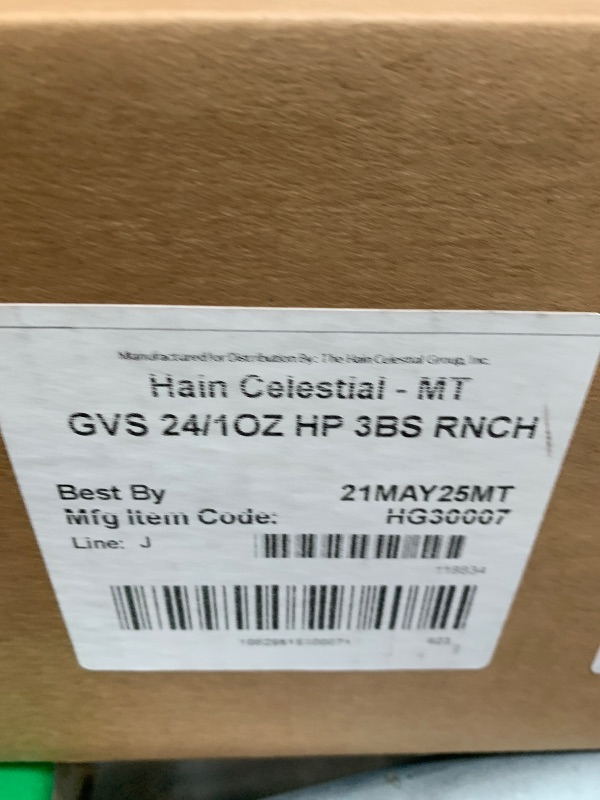 Manufactured for Distribution By: The Hain Celestial Group, Inc.
Hain Celestial - MT
GVS 24/1OZ HP 3BS RNCH
Best By 21MAY25MT
Mfg Item Code: HG30007
Line: J
118834